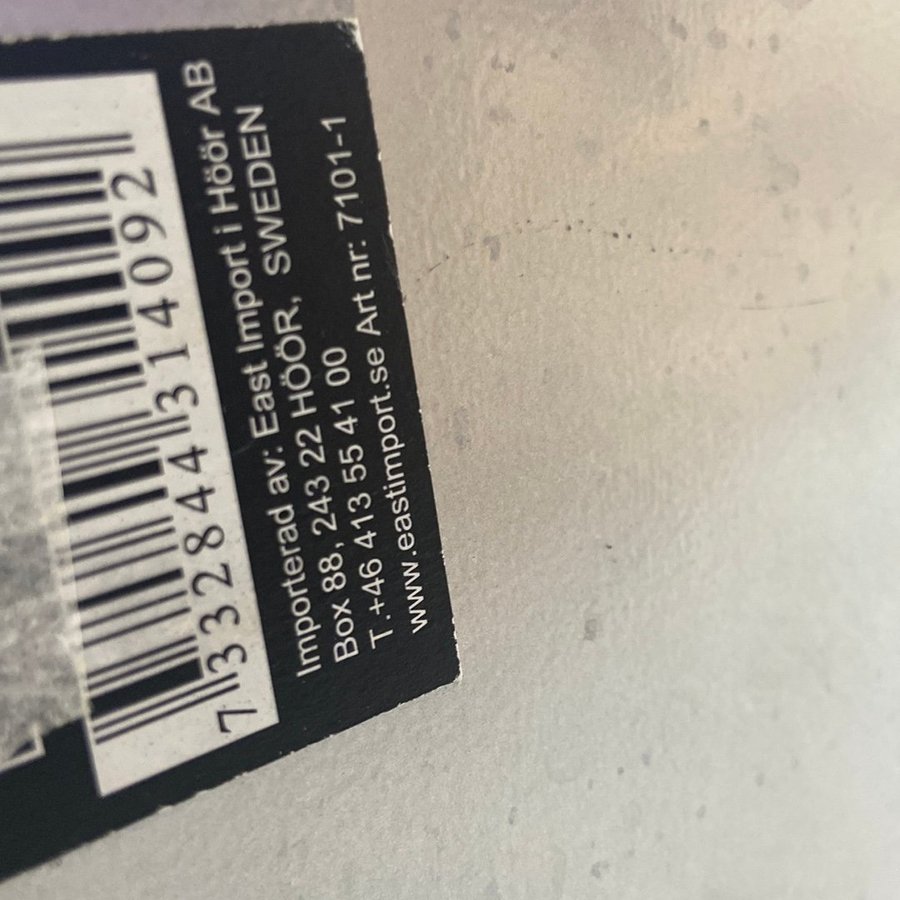 7 332844 314092
Importerad av: East Import i Höör AB
Box 88, 243 22 HÖÖR, SWEDEN
T.+46 413 55 41 00
www.eastimport.se Art nr: 7101-1